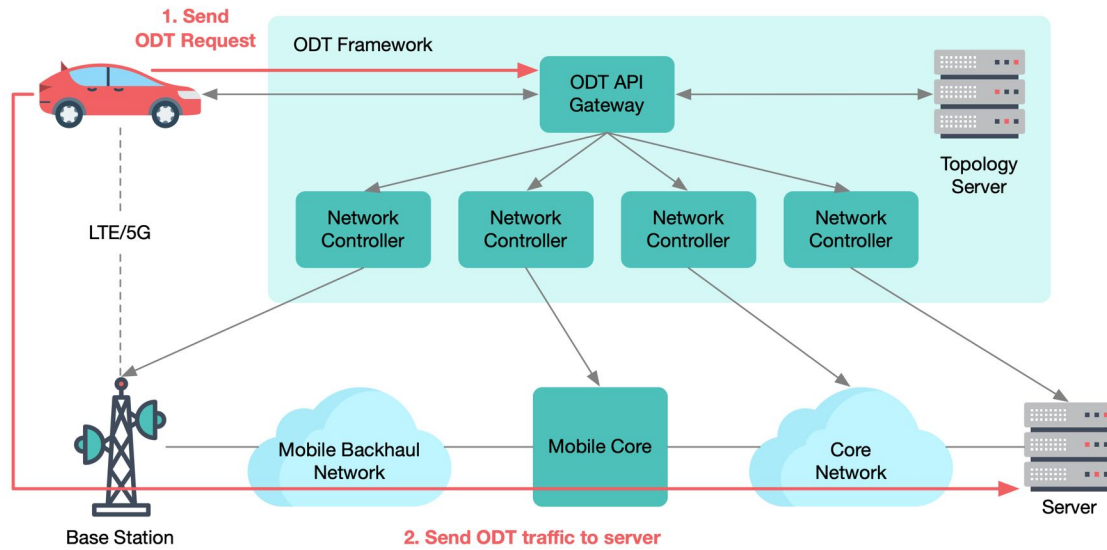 1. Send
ODT Request
ODT Framework
ODT API
Gateway
Topology
Server
Network
Controller
Network
Controller
Network
Controller
Network
Controller
LTE/5G
Mobile Backhaul
Network
Mobile Core
Core
Network
Server
Base Station
2. Send ODT traffic to server